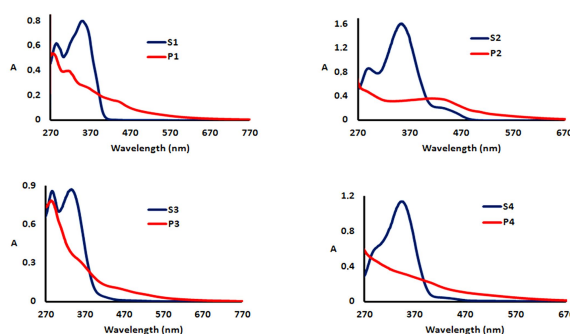 0.8
0.6
0.4
0.2
0
A
S1
P1
270 370 470 570 670 770
Wavelength (nm)
1.6
1.2
0.8
0.4
0
A
S2
P2
270 370 470 570 670
Wavelength (nm)
0.9
0.6
0.3
0
A
S3
P3
270 370 470 570 670 770
Wavelength (nm)
1.2
0.8
0.4
0
A
S4
P4
270 370 470 570 670
Wavelength (nm)